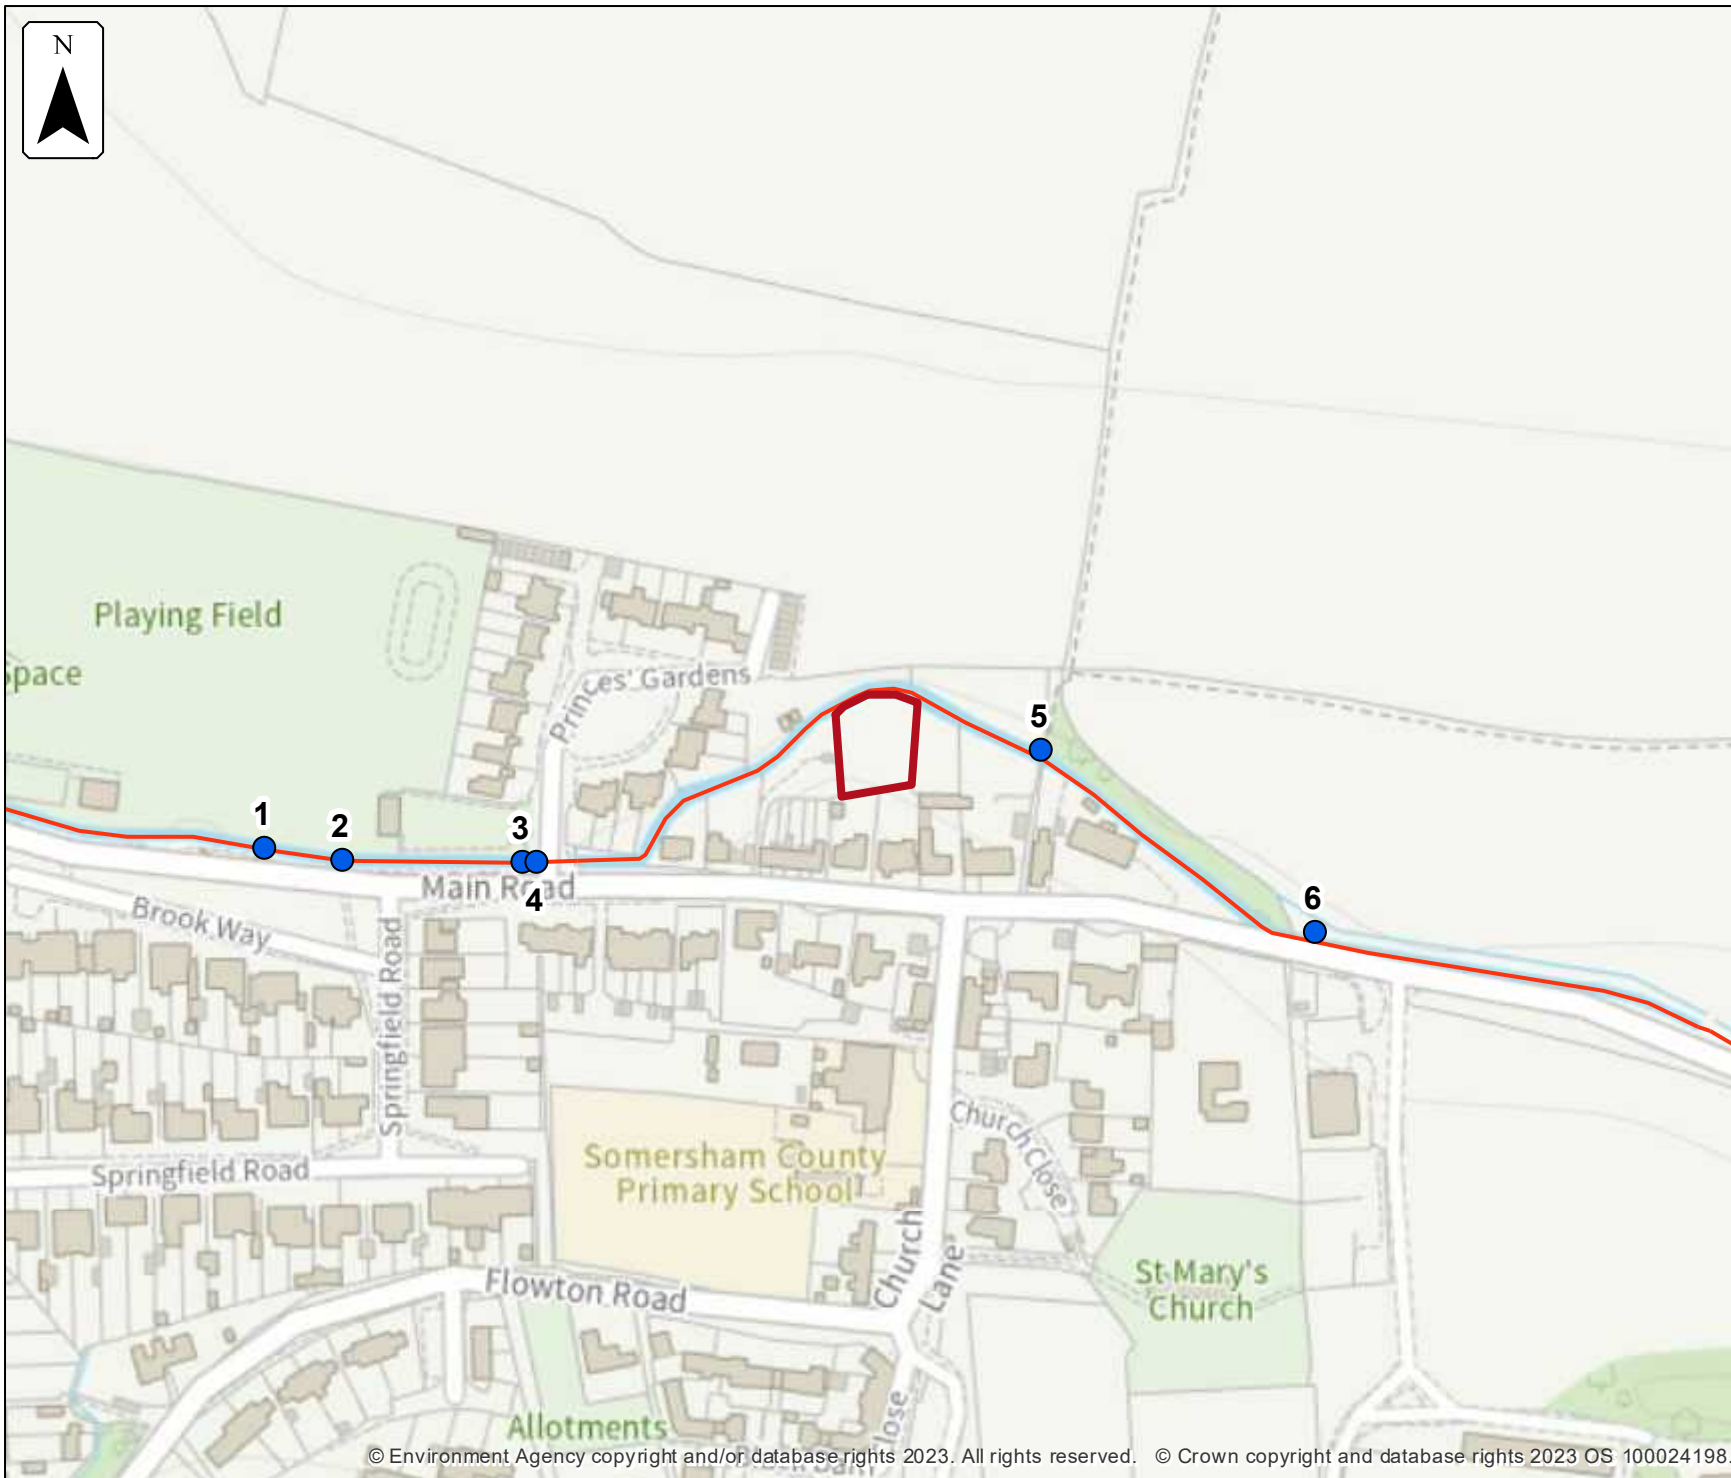 N
Playing Field
Space
Princes' Gardens
1
2
3
4
5
6
Main Road
Brook Way
Springfield Road
Springfield Road
Somersham County
Primary School
Church Close
Church
Lane
Flowton Road
St Mary's
Church
Allotments
© Environment Agency copyright and/or database rights 2023. All rights reserved. © Crown copyright and database rights 2023 OS 100024198.